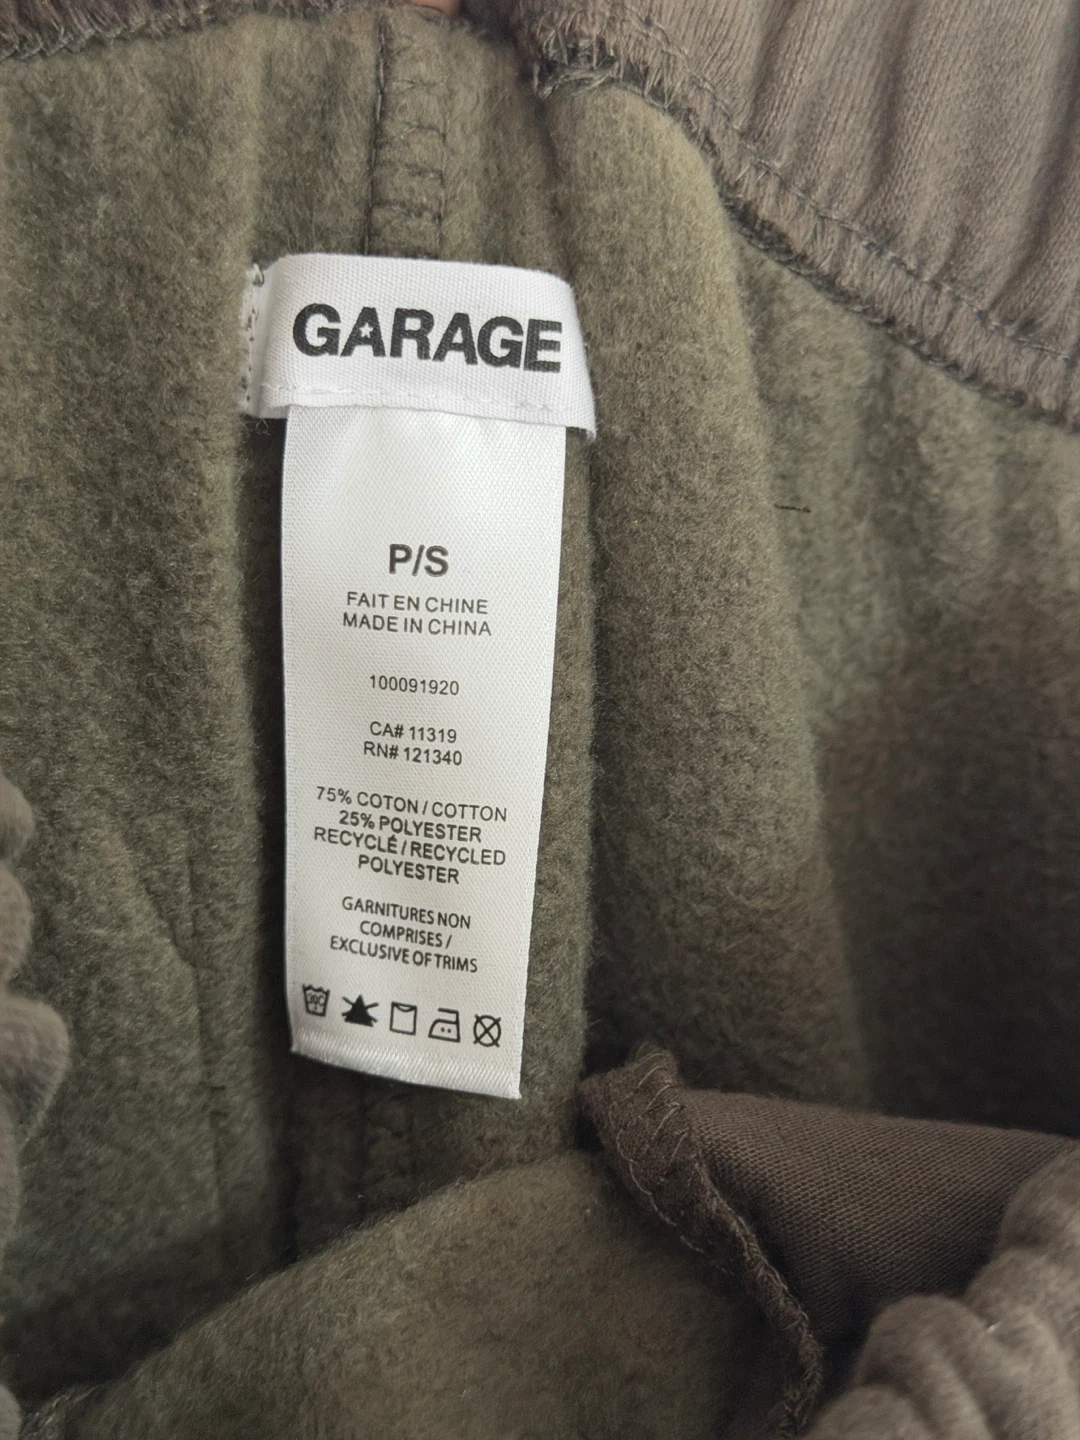 GARAGE
P/S
FAIT EN CHINE
MADE IN CHINA
100091920
CA# 11319
RN# 121340
75% COTON / COTTON
25% POLYESTER
RECYCLÉ / RECYCLED
POLYESTER
GARNITURES NON
COMPRISES /
EXCLUSIVE OF TRIMS
30C